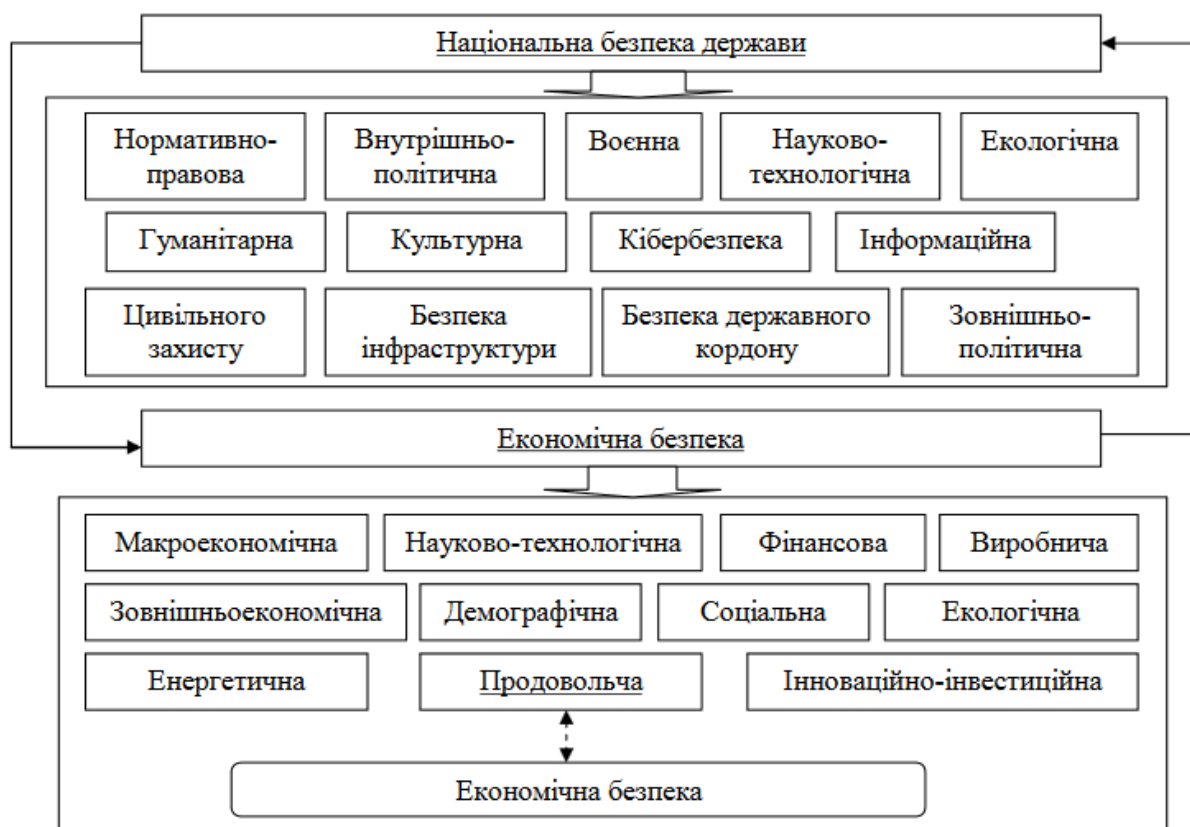 Національна безпека держави
Нормативно-
правова
Внутрішньо-
політична
Воєнна
Науково-
технологічна
Екологічна
Гуманітарна
Культурна
Кібербезпека
Інформаційна
Цивільного
захисту
Безпека
інфраструктури
Безпека державного
кордону
Зовнішньо-
політична
Економічна безпека
Макроекономічна
Науково-технологічна
Фінансова
Виробнича
Зовнішньоекономічна
Демографічна
Соціальна
Екологічна
Енергетична
Продовольча
Інноваційно-інвестиційна
Економічна безпека